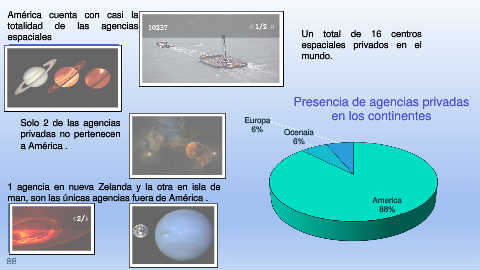 América cuenta con casi la
totalidad de las agencias
espaciales
10237
1/2
Un total de 16 centros
espaciales privados en el
mundo.
Solo 2 de las agencias
privadas no pertenecen
a América .
Presencia de agencias privadas
en los continentes
Europa
6%
Ocenaia
6%
America
88%
1 agencia en nueva Zelanda y la otra en isla de
man, son las únicas agencias fuera de América .
<2/>
88